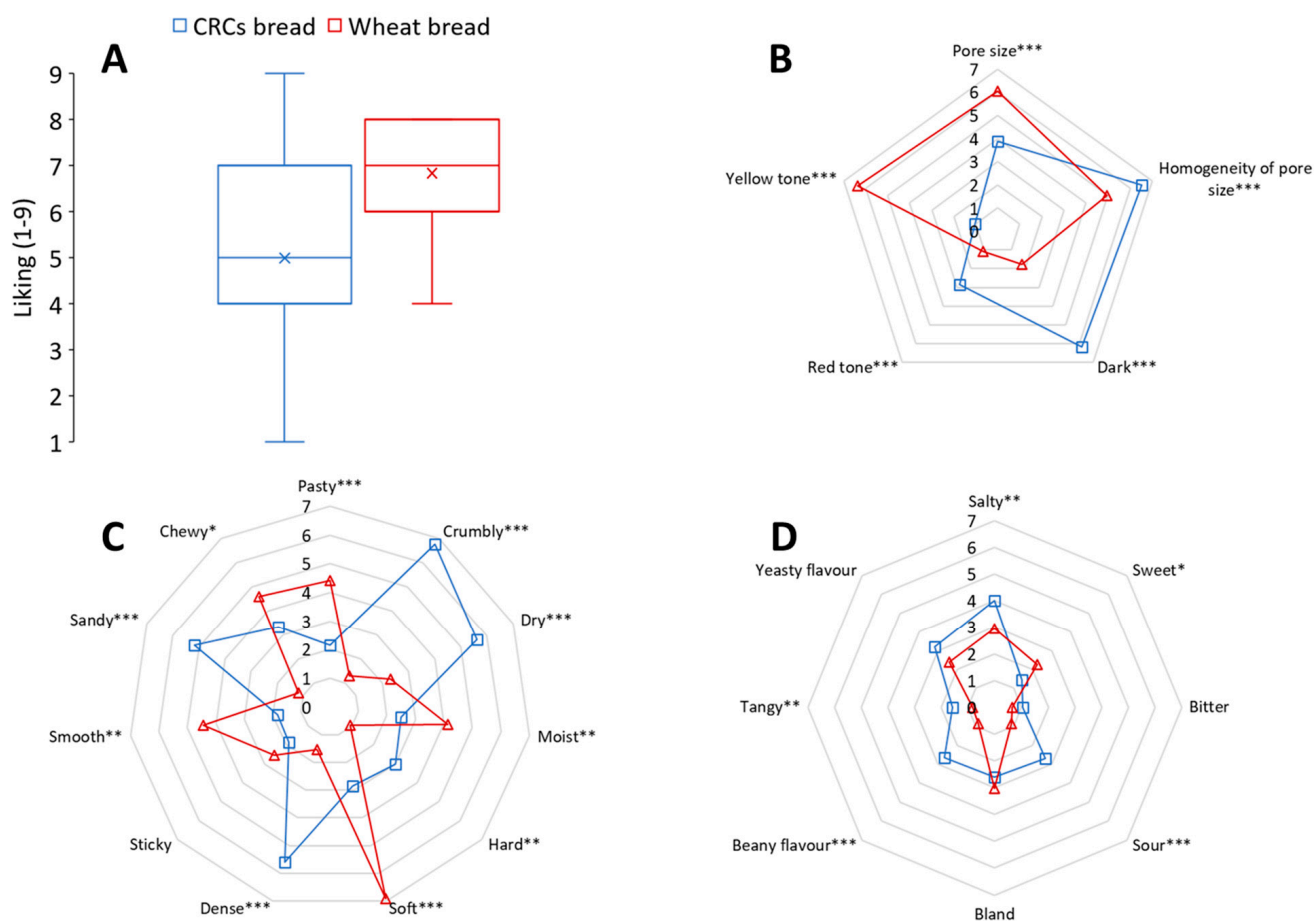 CRCs bread Wheat bread
A
Liking (1-9)
9
8
7
6
5
4
3
2
1
B
Pore size***
7
6
5
4
3
2
1
0
Homogeneity of pore
size***
Dark***
Red tone***
Yellow tone***
C
Pasty***
7
6
5
4
3
2
1
0
Crumbly***
Dry***
Moist**
Hard**
Soft***
Dense***
Sticky
Smooth**
Sandy***
Chewy*
D
Salty**
7
6
5
4
3
2
1
0
Sweet*
Bitter
Sour***
Bland
Beany flavour***
Tangy**
Yeasty flavour